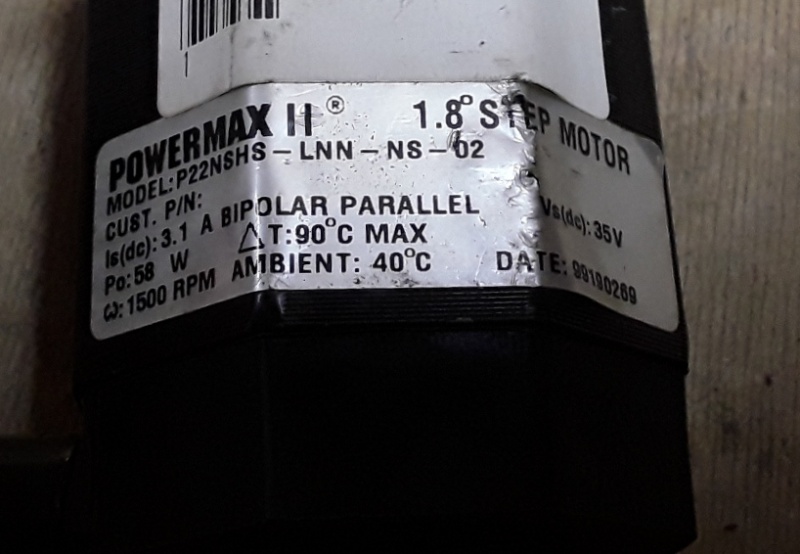 1
POWERMAX II® 1.8°STEP MOTOR
MODEL:P22NSHS-LNN-NS-02
CUST. P/N:
Is(dc): 3.1 A BIPOLAR PARALLEL Vs(dc): 35V
Po: 58 W △T:90°C MAX
ω: 1500 RPM AMBIENT: 40°C DATE: 99190269